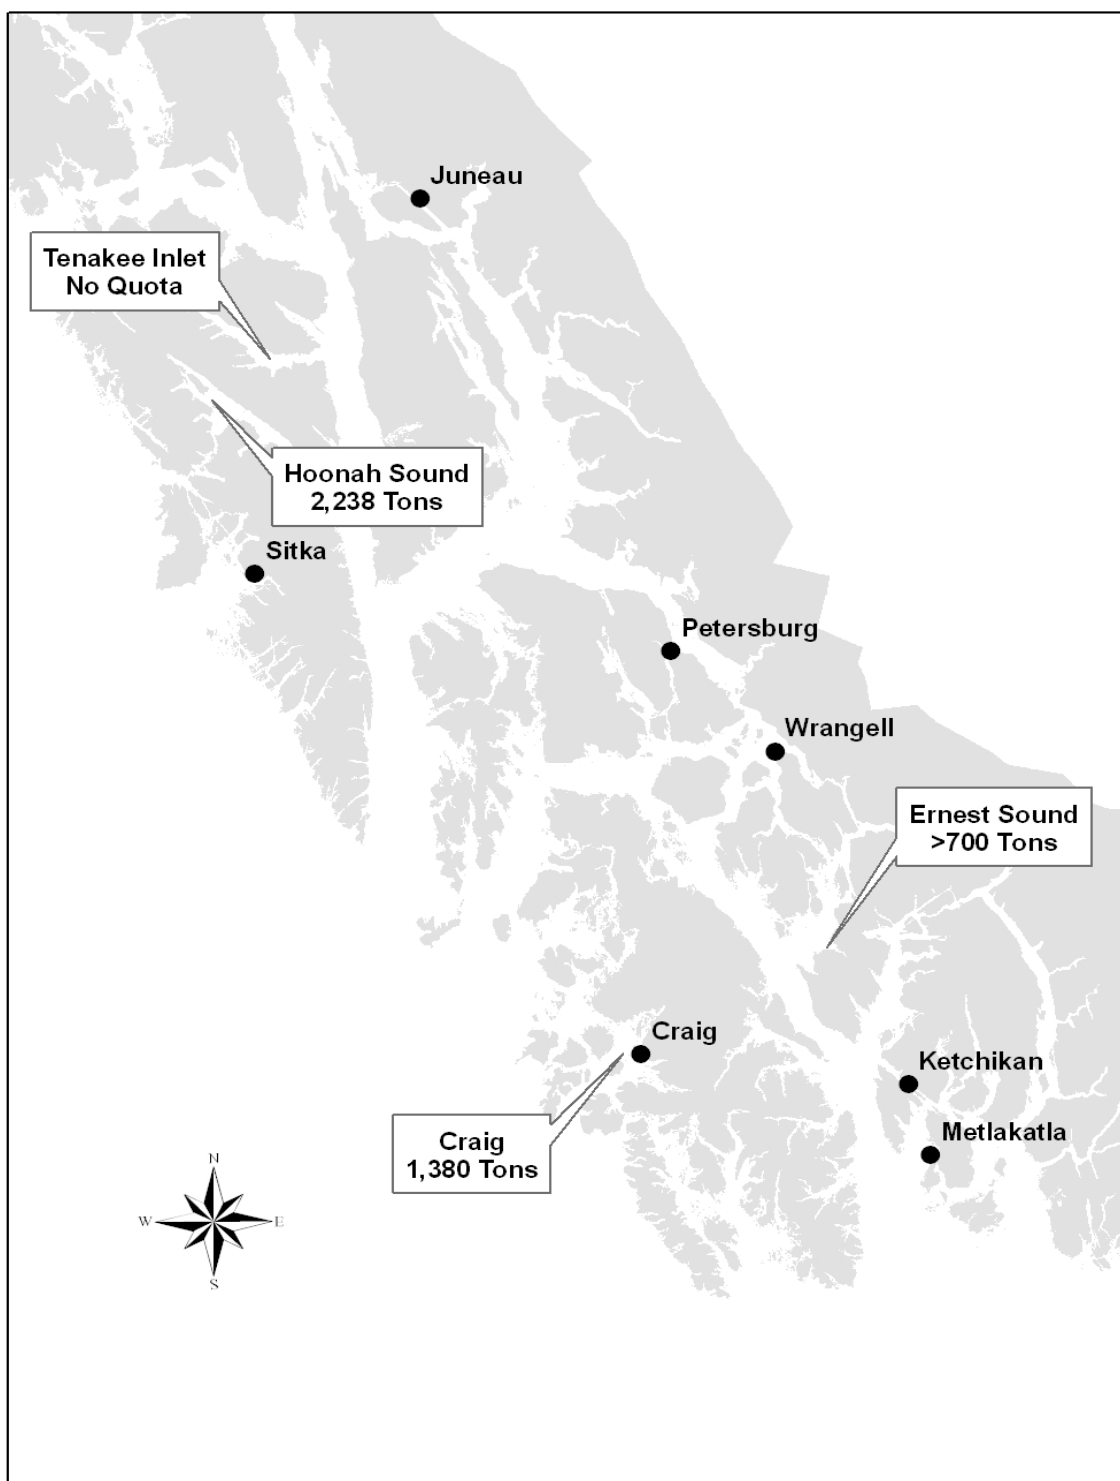 Juneau
Tenakee Inlet
No Quota
Hoonah Sound
2,238 Tons
Sitka
Petersburg
Wrangell
Ernest Sound
>700 Tons
Craig
Ketchikan
Metlakatla
Craig
1,380 Tons
N
W
E
S